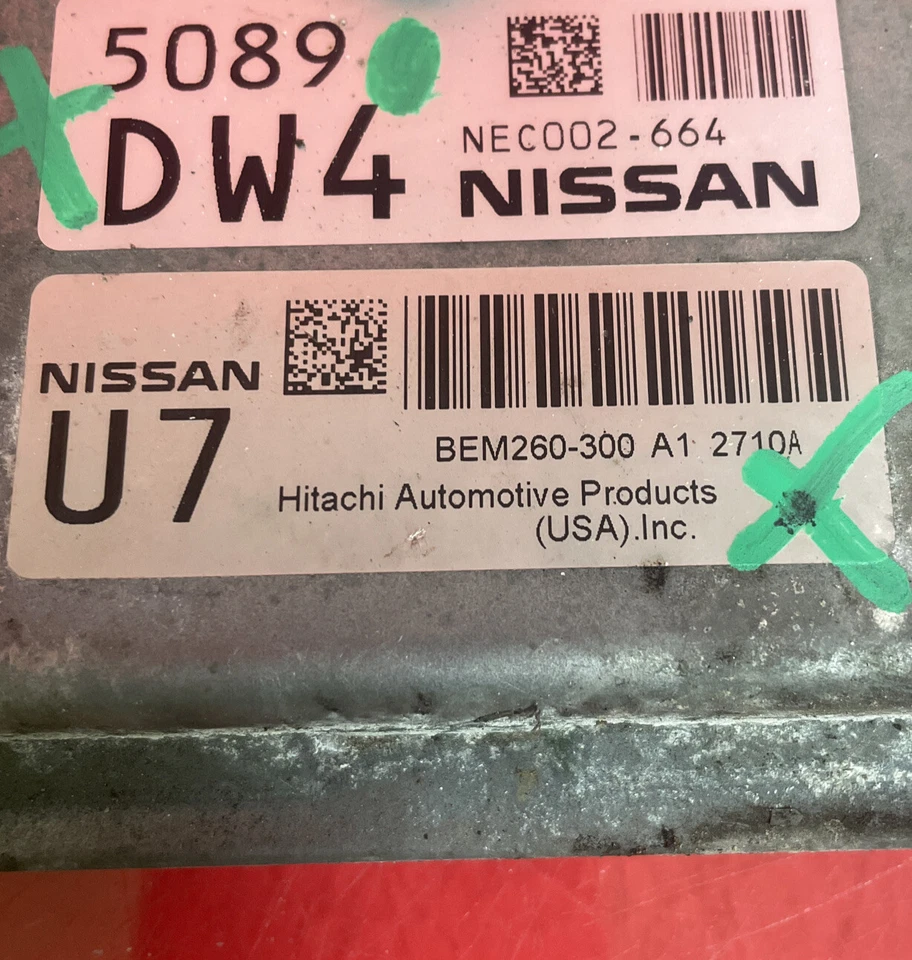 5089
DW4
NEC002-664
NISSAN
NISSAN
U7
BEM260-300 A1 2710A
Hitachi Automotive Products
(USA).Inc.